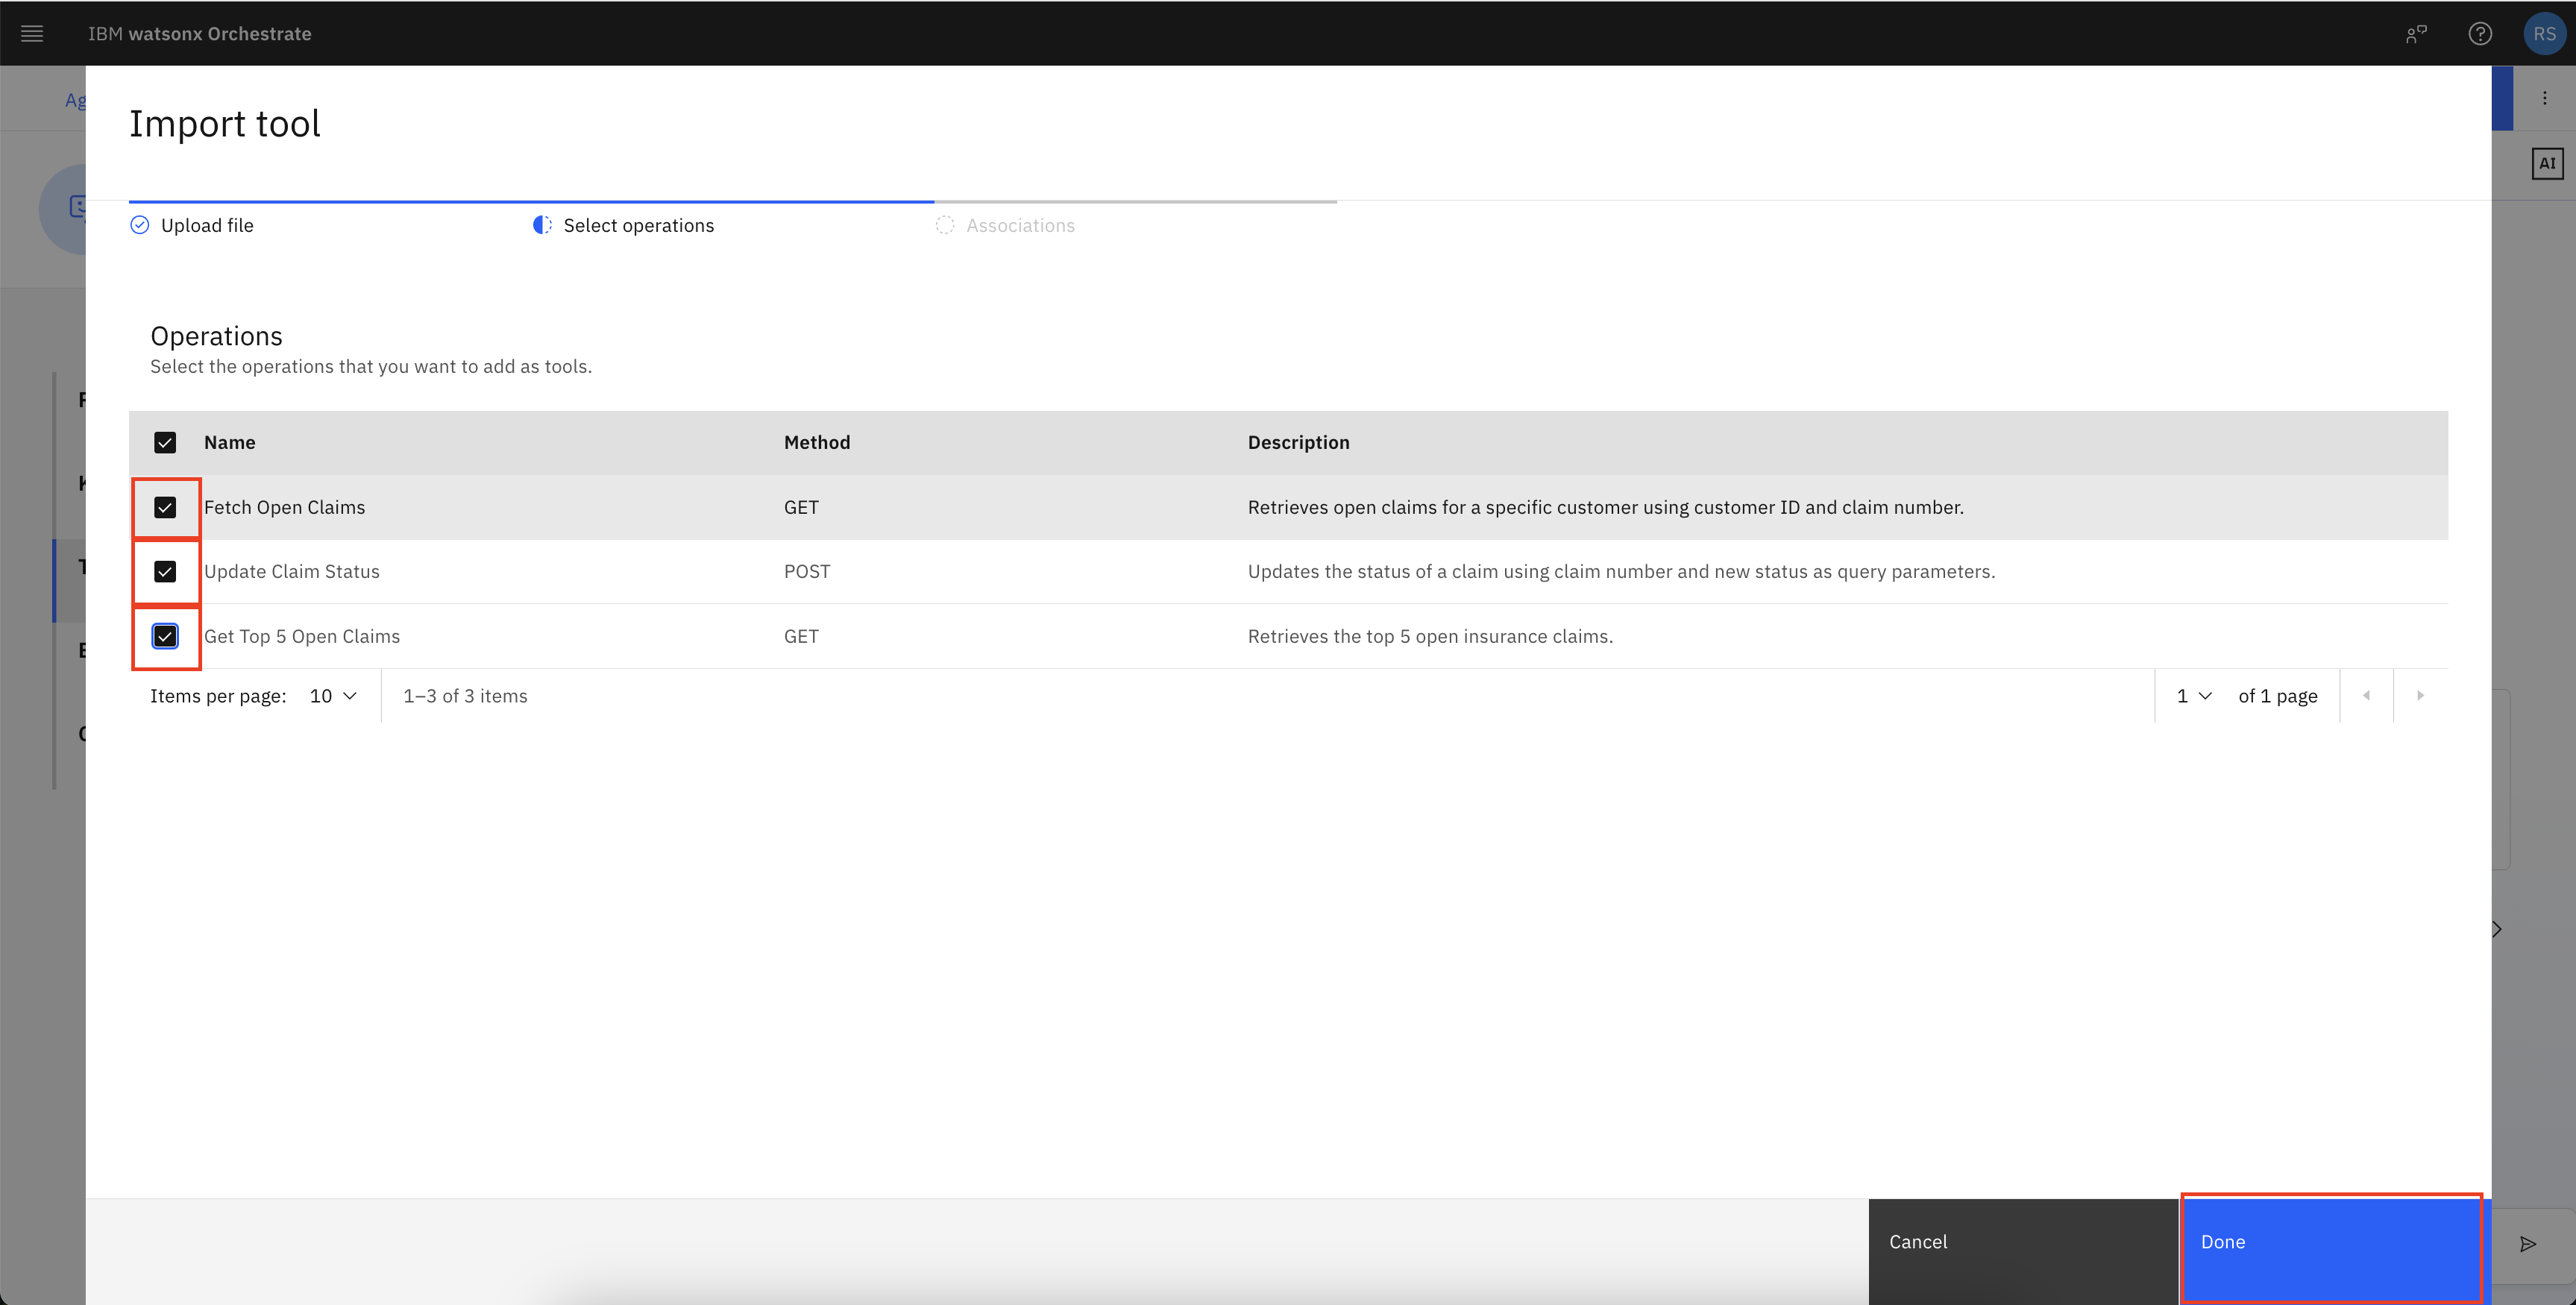 IBM watsonx Orchestrate
RS
Ag
Import tool
AI
Upload file
Select operations
Associations
Operations
Select the operations that you want to add as tools.
Name Method Description
Fetch Open Claims GET Retrieves open claims for a specific customer using customer ID and claim number.
Update Claim Status POST Updates the status of a claim using claim number and new status as query parameters.
Get Top 5 Open Claims GET Retrieves the top 5 open insurance claims.
Items per page: 10 1–3 of 3 items 1 of 1 page
Cancel Done